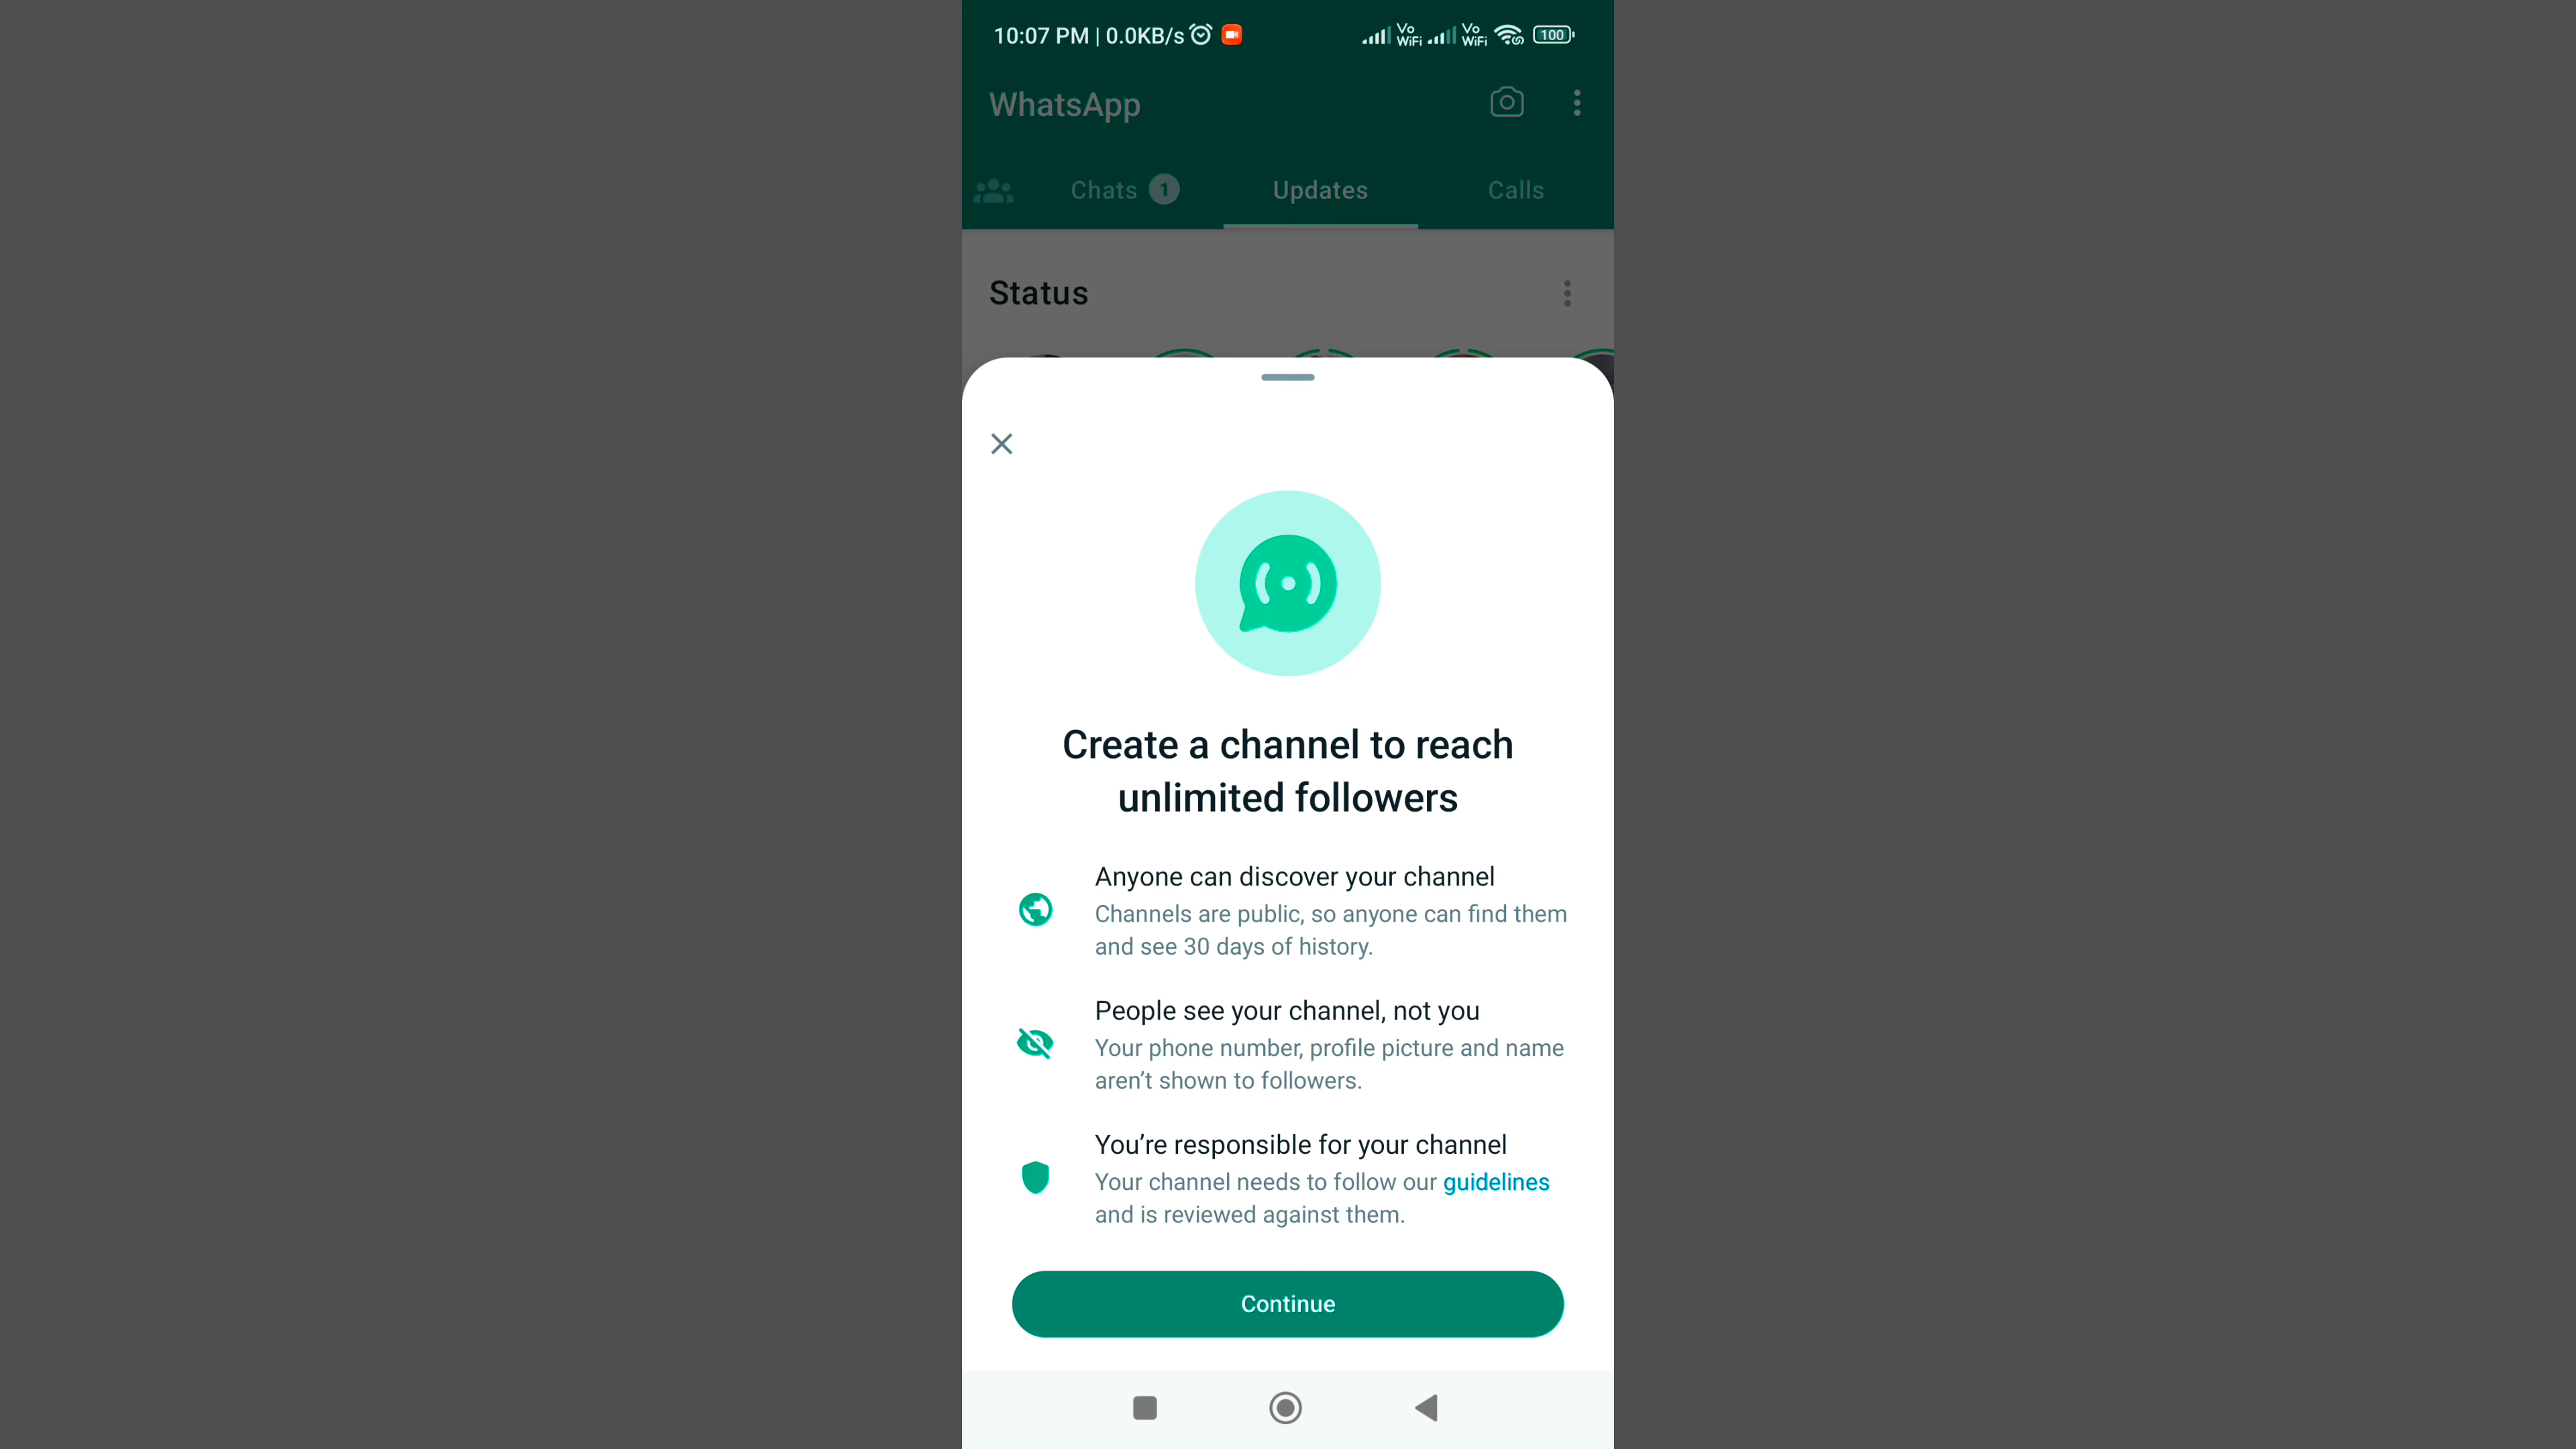 10:07 PM | 0.0KB/s Vo WiFi Vo WiFi 100
WhatsApp
Chats 1 Updates Calls
Status
Create a channel to reach
unlimited followers
Anyone can discover your channel
Channels are public, so anyone can find them
and see 30 days of history.
People see your channel, not you
Your phone number, profile picture and name
aren’t shown to followers.
You’re responsible for your channel
Your channel needs to follow our guidelines
and is reviewed against them.
Continue